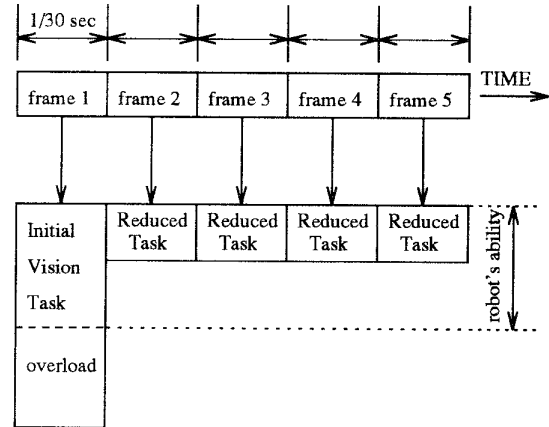 1/30 sec
TIME
frame 1 frame 2 frame 3 frame 4 frame 5
Initial
Vision
Task
Reduced
Task
Reduced
Task
Reduced
Task
Reduced
Task
robot's ability
overload